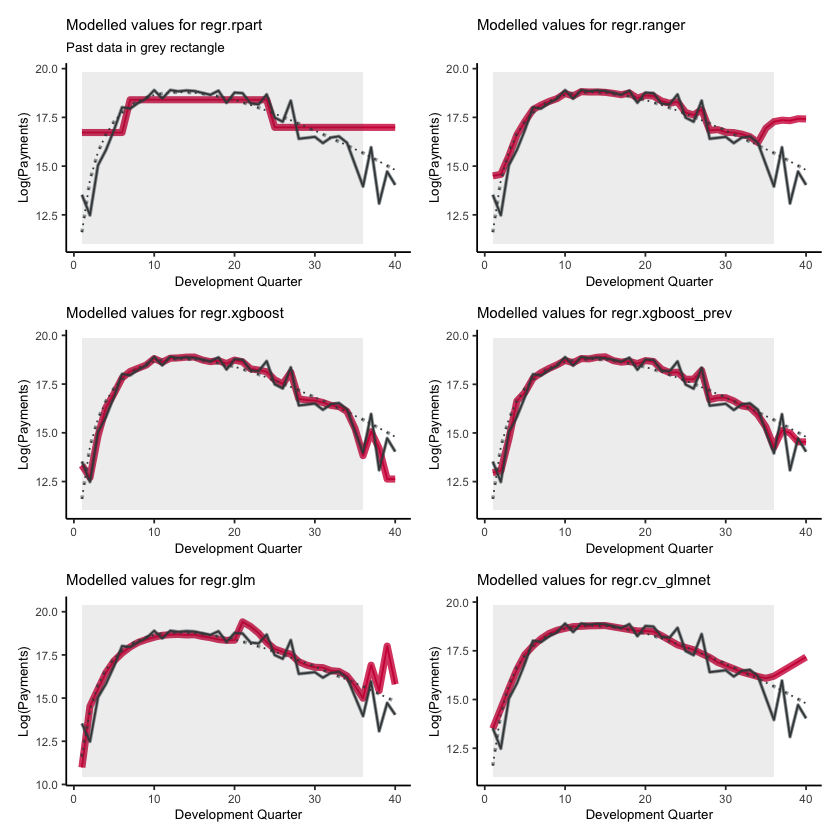 Modelled values for regr.rpart
Past data in grey rectangle
20.0
17.5
15.0
12.5
Log(Payments)
0 10 20 30 40
Development Quarter
Modelled values for regr.ranger
20.0
17.5
15.0
12.5
Log(Payments)
0 10 20 30 40
Development Quarter
Modelled values for regr.xgboost
20.0
17.5
15.0
12.5
Log(Payments)
0 10 20 30 40
Development Quarter
Modelled values for regr.xgboost_prev
20.0
17.5
15.0
12.5
Log(Payments)
0 10 20 30 40
Development Quarter
Modelled values for regr.glm
20.0
17.5
15.0
12.5
10.0
Log(Payments)
0 10 20 30 40
Development Quarter
Modelled values for regr.cv_glmnet
20.0
17.5
15.0
12.5
Log(Payments)
0 10 20 30 40
Development Quarter